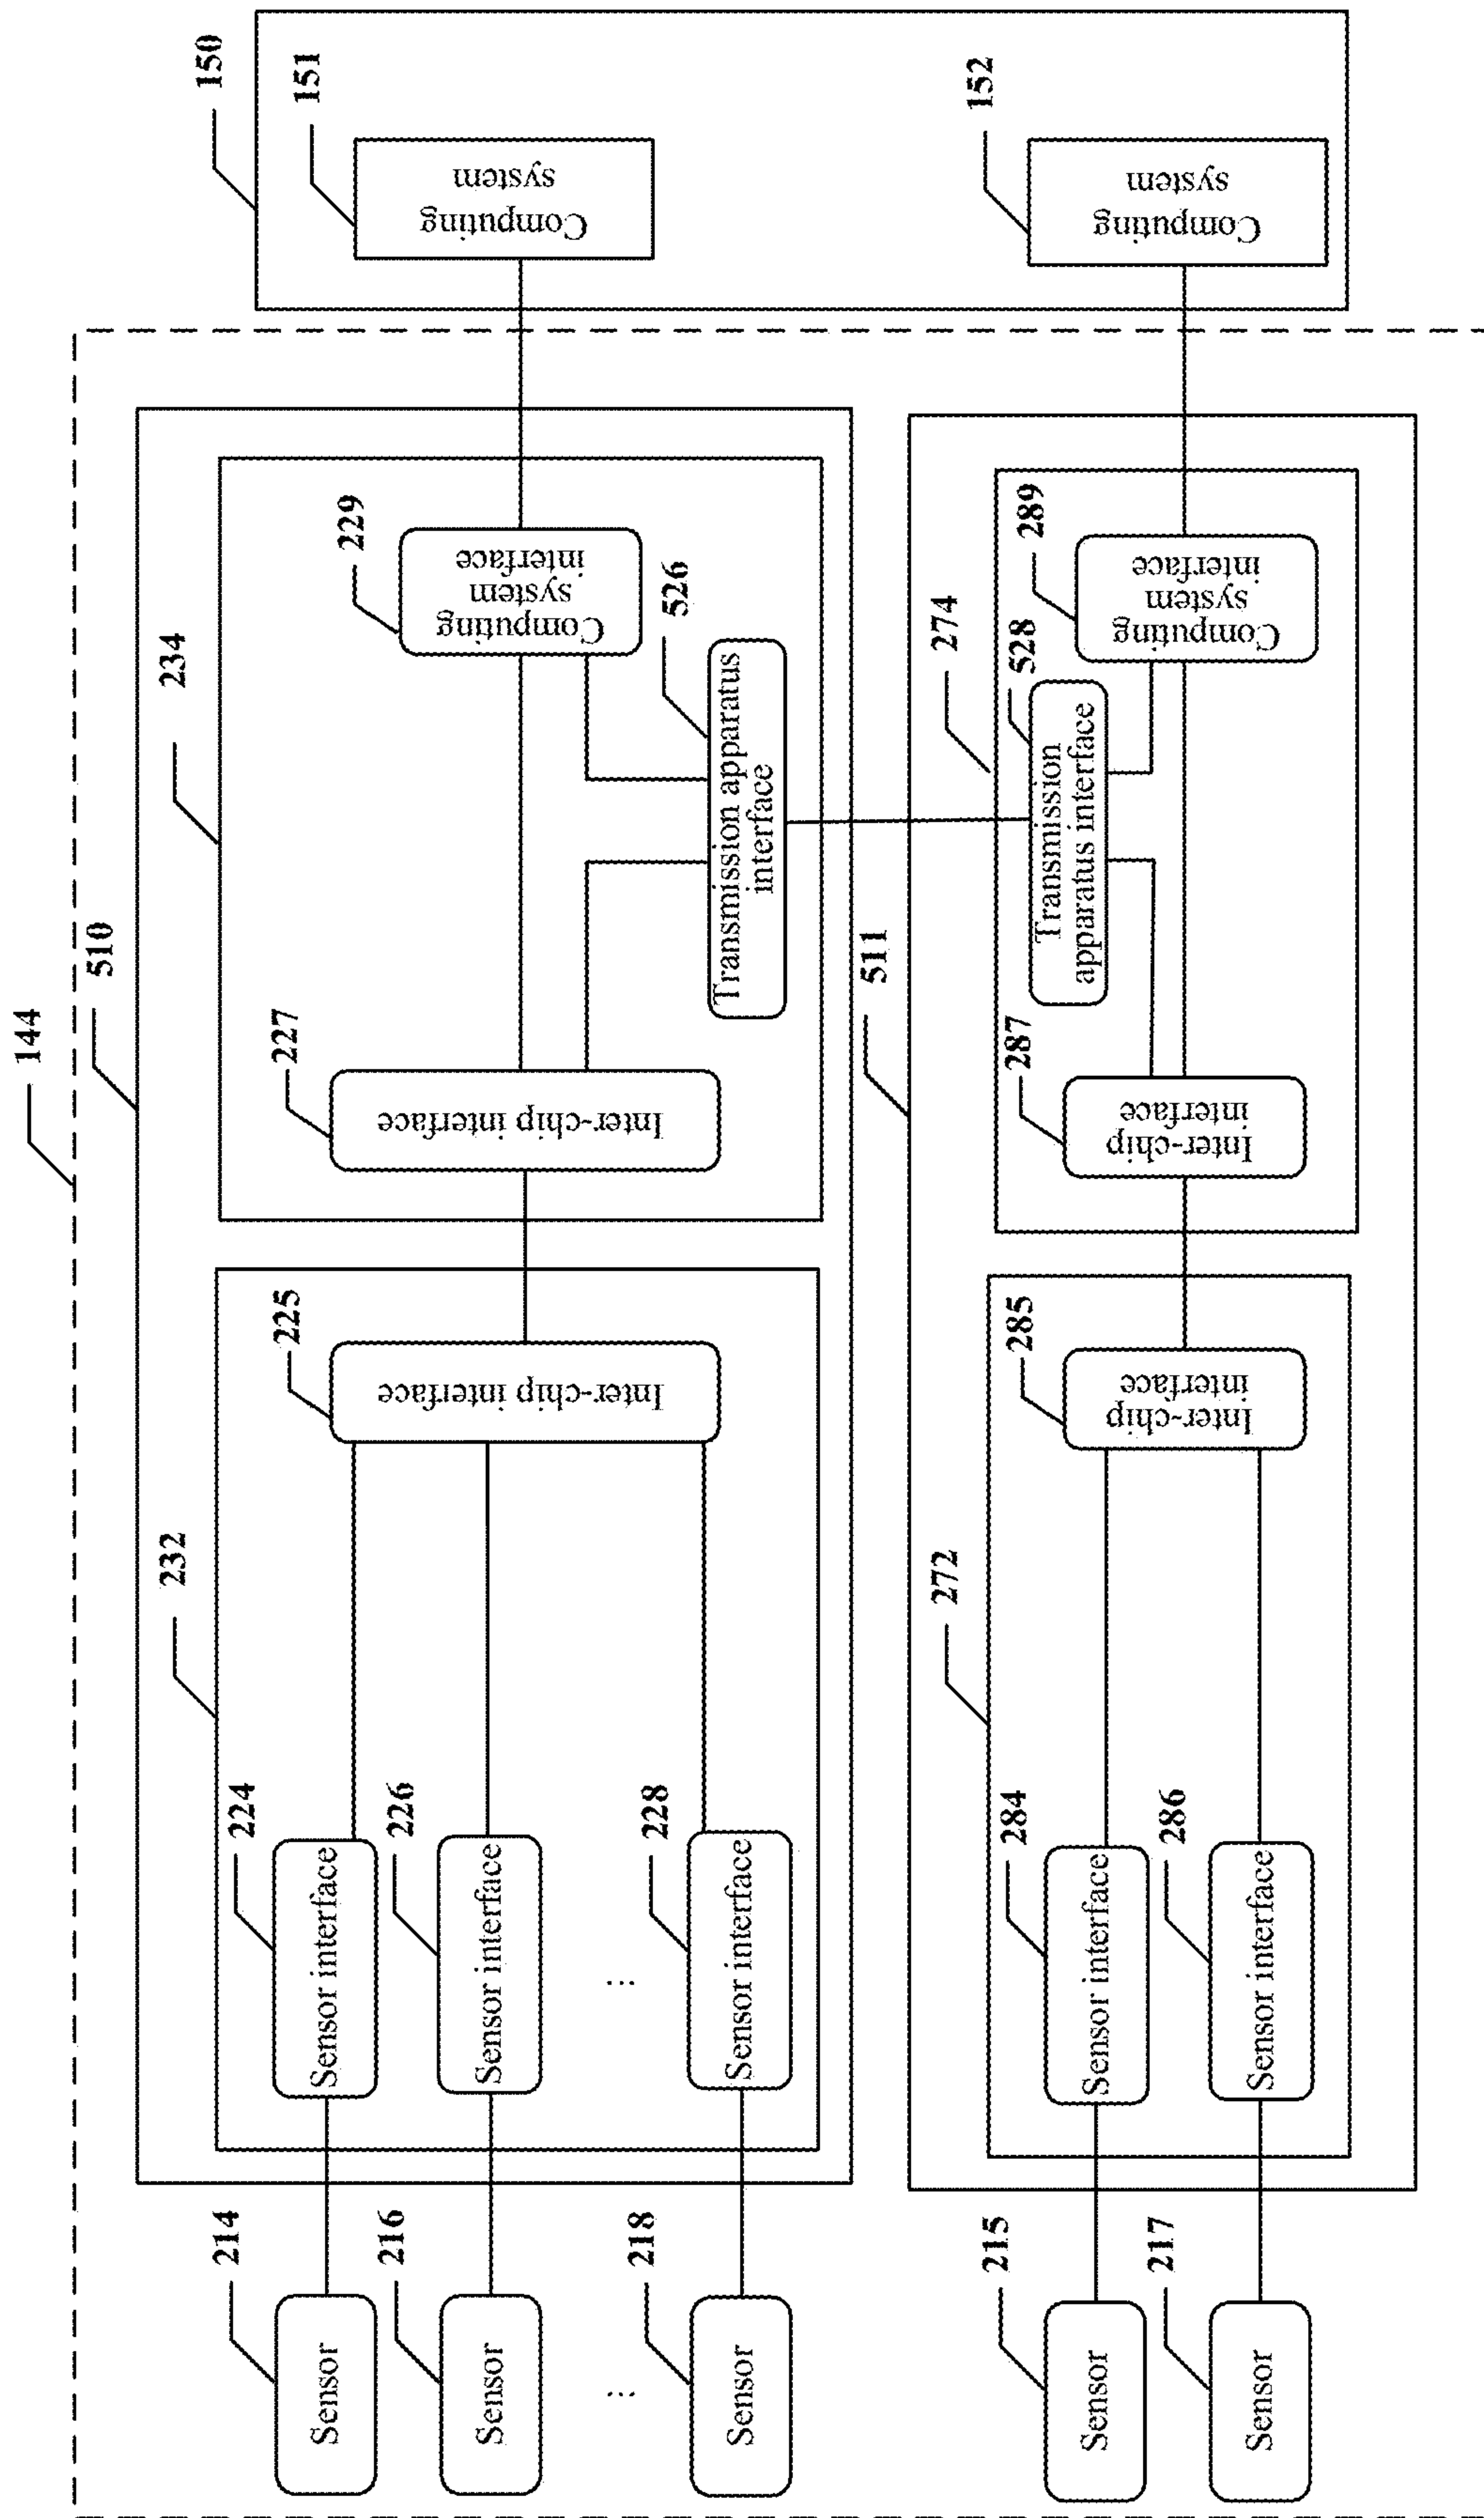 144
510
232
234
150
214
Sensor
224
Sensor interface
225
Inter-chip interface
227
Inter-chip interface
229
Computing
system
interface
151
Computing
system
216
Sensor
226
Sensor interface
526
Transmission apparatus
interface
...
...
218
Sensor
228
Sensor interface
511
272
274
215
Sensor
284
Sensor interface
285
Inter-chip
interface
287
Inter-chip
interface
528
Transmission
apparatus interface
289
Computing
system
interface
152
Computing
system
217
Sensor
286
Sensor interface